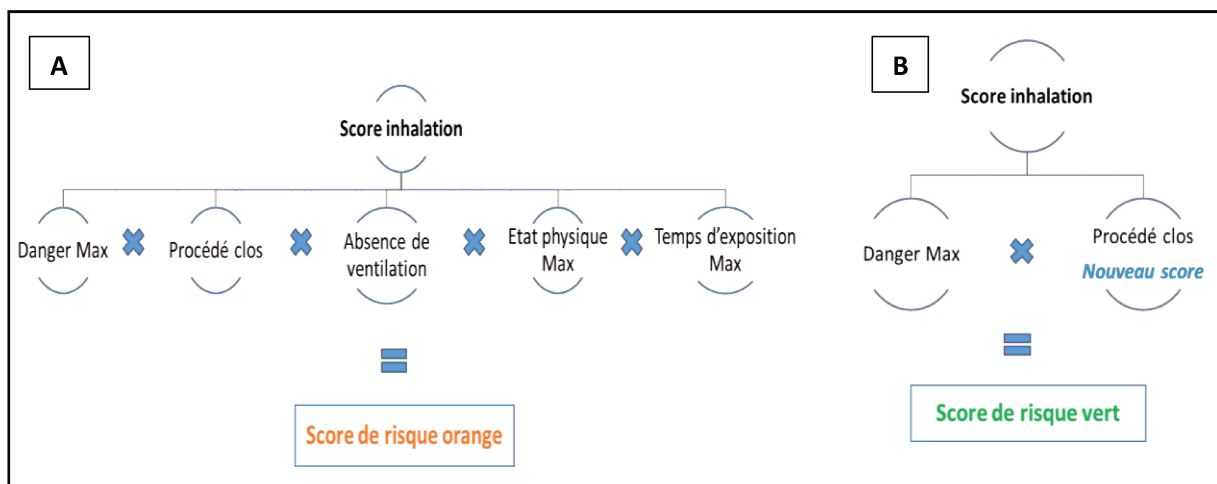 A
Score inhalation
Danger Max
Procédé clos
Absence de
ventilation
Etat physique
Max
Temps d'exposition
Max
Score de risque orange
B
Score inhalation
Danger Max
Procédé clos
Nouveau score
Score de risque vert